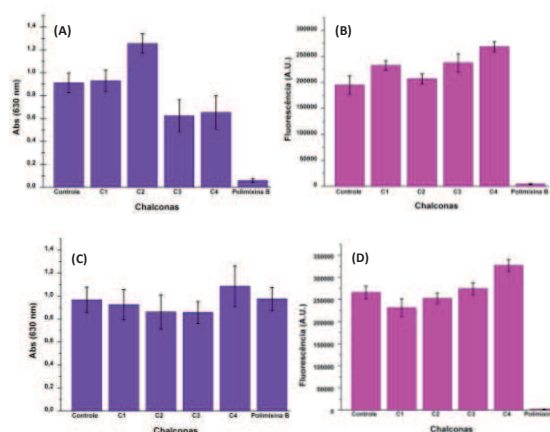 (A)
Abs (630 nm)
1,4
1,2
1,0
0,8
0,6
0,4
0,2
0,0
Controle C1 C2 C3 C4 Polimixina B
Chalconas
(B)
Fluorescência (A.U.)
350000
300000
250000
200000
150000
100000
50000
0
Controle C1 C2 C3 C4 Polimixina B
Chalconas
(C)
Abs (630 nm)
1,4
1,2
1,0
0,8
0,6
0,4
0,2
0,0
Controle C1 C2 C3 C4 Polimixina B
Chalconas
(D)
Fluorescência (A.U.)
350000
300000
250000
200000
150000
100000
50000
0
Controle C1 C2 C3 C4 Polimixina
Chalconas